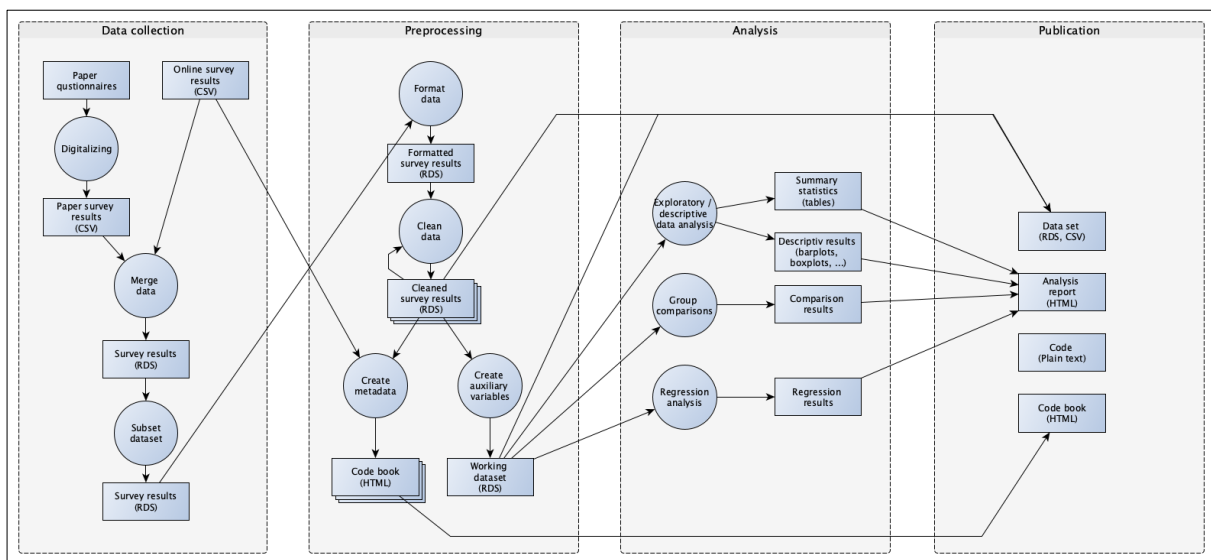 Data collection
Paper
qustionnaires
Online survey
results
(CSV)
Digitalizing
Paper survey
results
(CSV)
Merge
data
Survey results
(RDS)
Subset
dataset
Survey results
(RDS)
Preprocessing
Format
data
Formatted
survey results
(RDS)
Clean
data
Cleaned
survey results
(RDS)
Create
metadata
Create
auxiliary
variables
Code book
(HTML)
Working
dataset
(RDS)
Analysis
Exploratory /
descriptive
data analysis
Summary
statistics
(tables)
Descriptiv results
(barplots,
boxplots, ...)
Group
comparisons
Comparison
results
Regression
analysis
Regression
results
Publication
Data set
(RDS, CSV)
Analysis
report
(HTML)
Code
(Plain text)
Code book
(HTML)